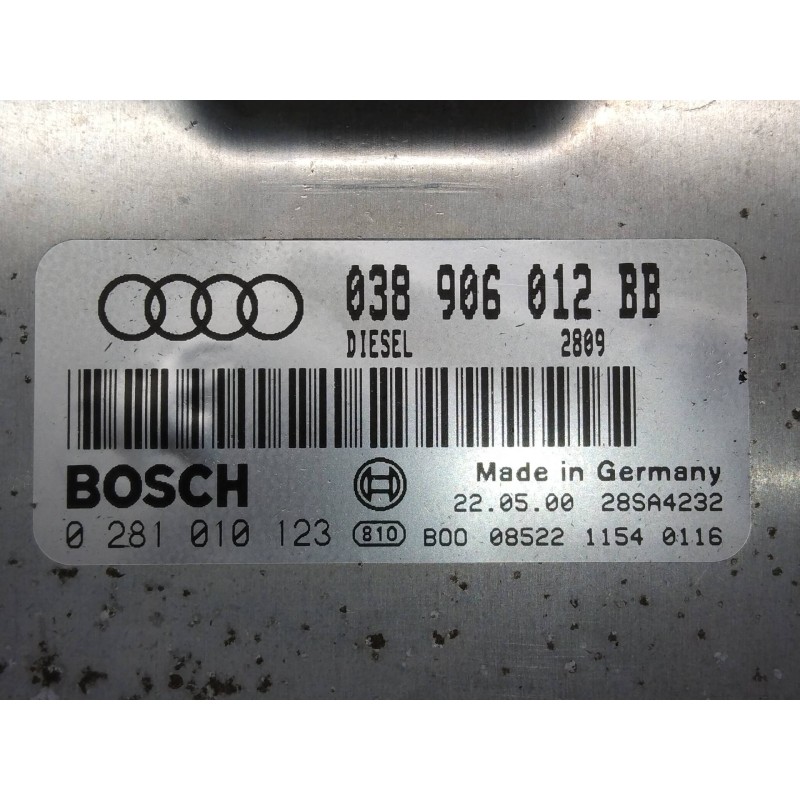 038 906 012 BB
DIESEL 2809
BOSCH
Made in Germany
22.05.00 28SA4232
0 281 010 123 810 B00 08522 1154 0116